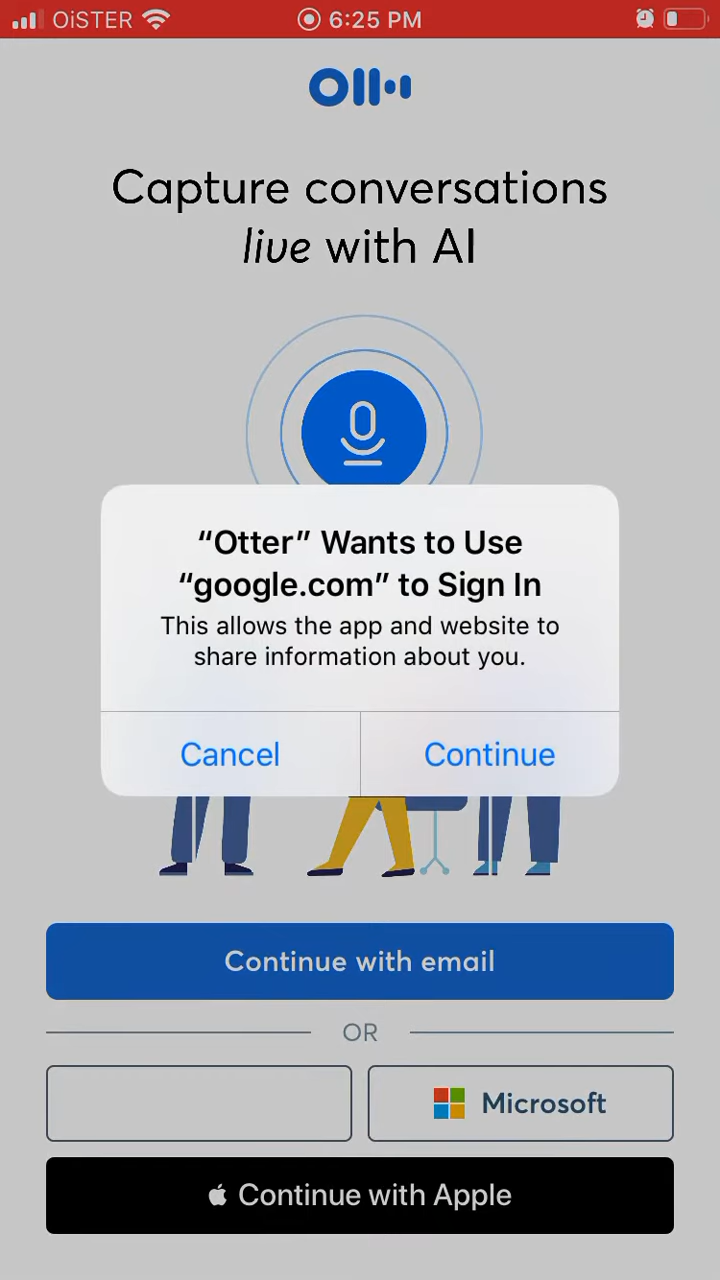 OiSTER
6:25 PM
Capture conversations
live with AI
“Otter” Wants to Use
“google.com” to Sign In
This allows the app and website to
share information about you.
Cancel
Continue
Continue with email
OR
Microsoft
Continue with Apple